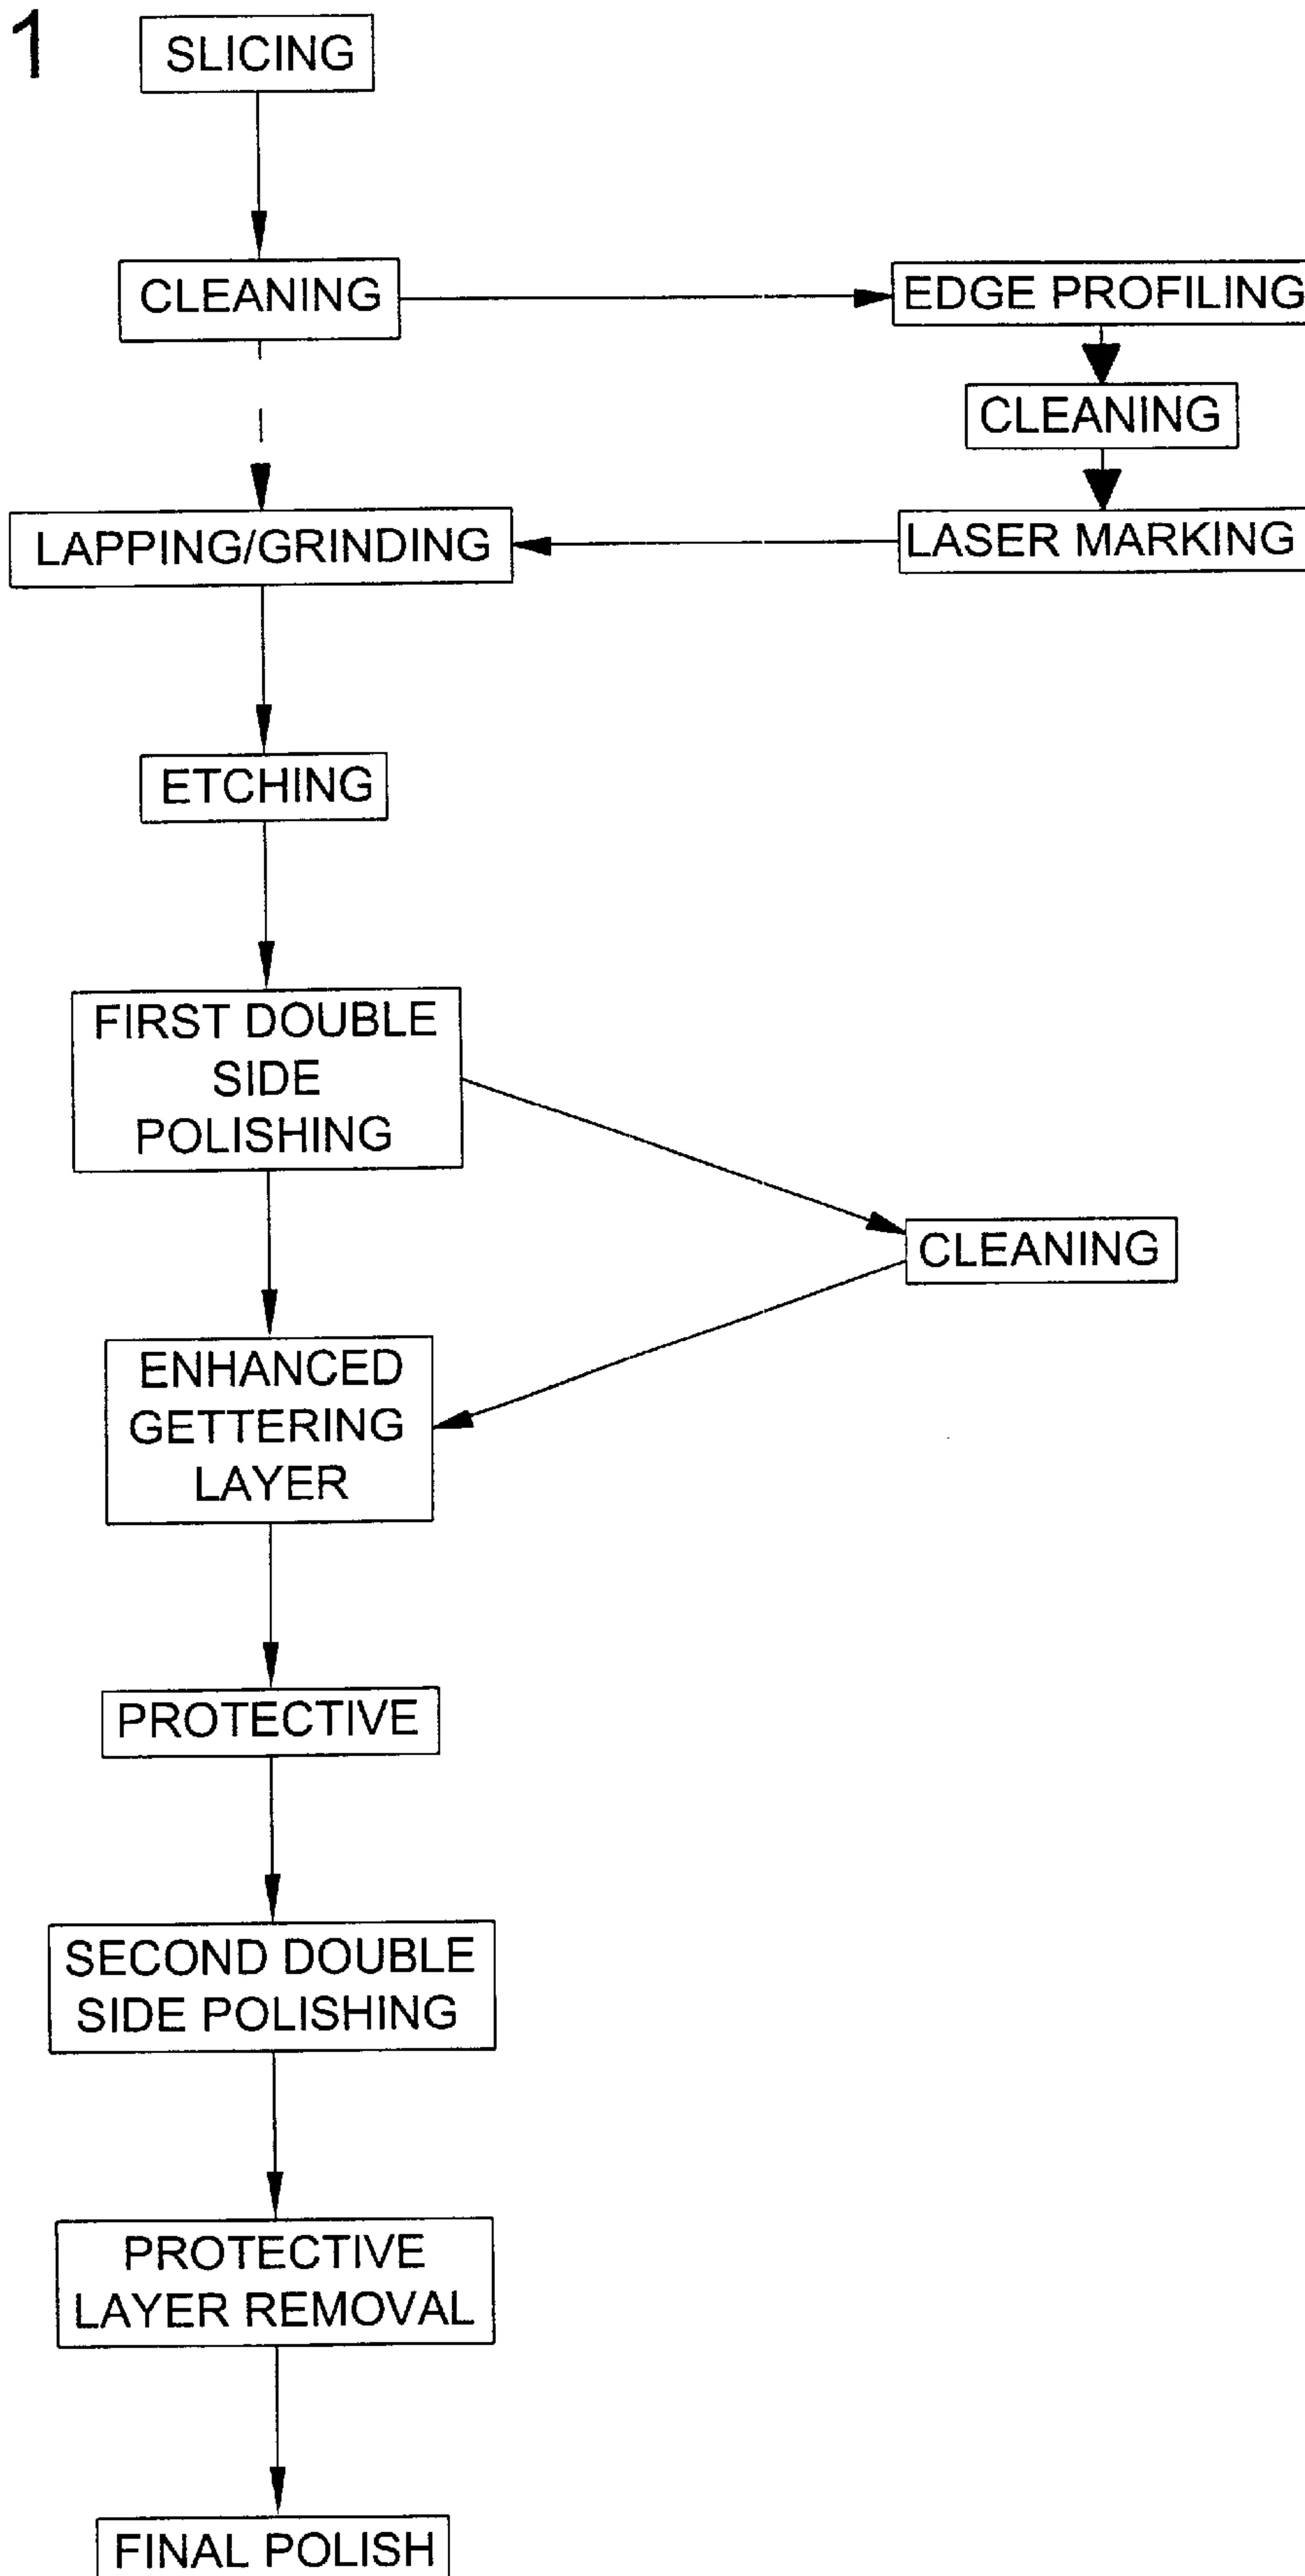 1
SLICING
CLEANING
EDGE PROFILING
CLEANING
LAPPING/GRINDING
LASER MARKING
ETCHING
FIRST DOUBLE
SIDE
POLISHING
CLEANING
ENHANCED
GETTERING
LAYER
PROTECTIVE
SECOND DOUBLE
SIDE POLISHING
PROTECTIVE
LAYER REMOVAL
FINAL POLISH